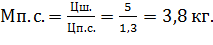 Мп. с. = Цш. / Цп.с. = 5 / 1,3 = 3,8 кг.